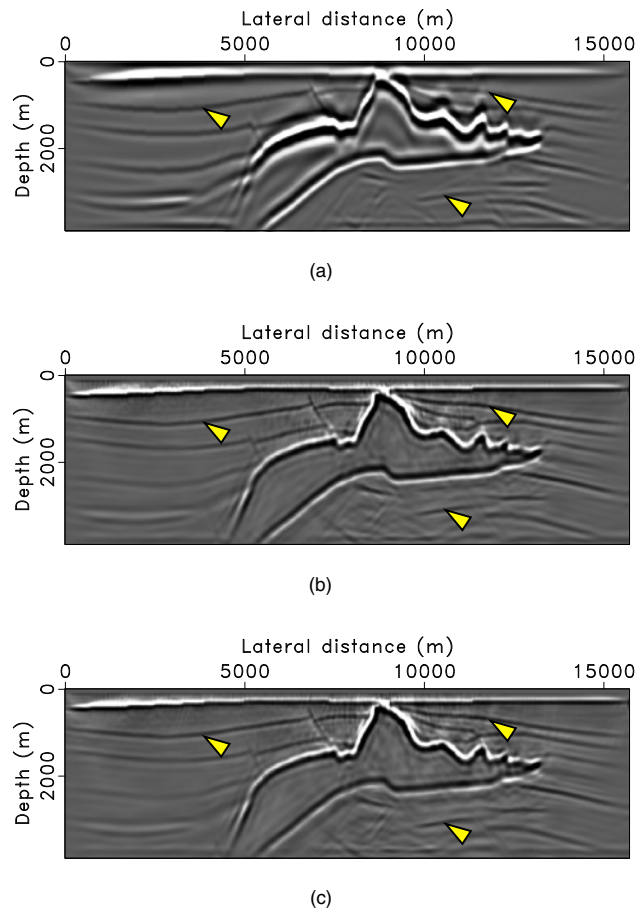 Lateral distance (m)
0 5000 10000 15000
0
2000
Depth (m)
(a)
Lateral distance (m)
0 5000 10000 15000
0
2000
Depth (m)
(b)
Lateral distance (m)
0 5000 10000 15000
0
2000
Depth (m)
(c)